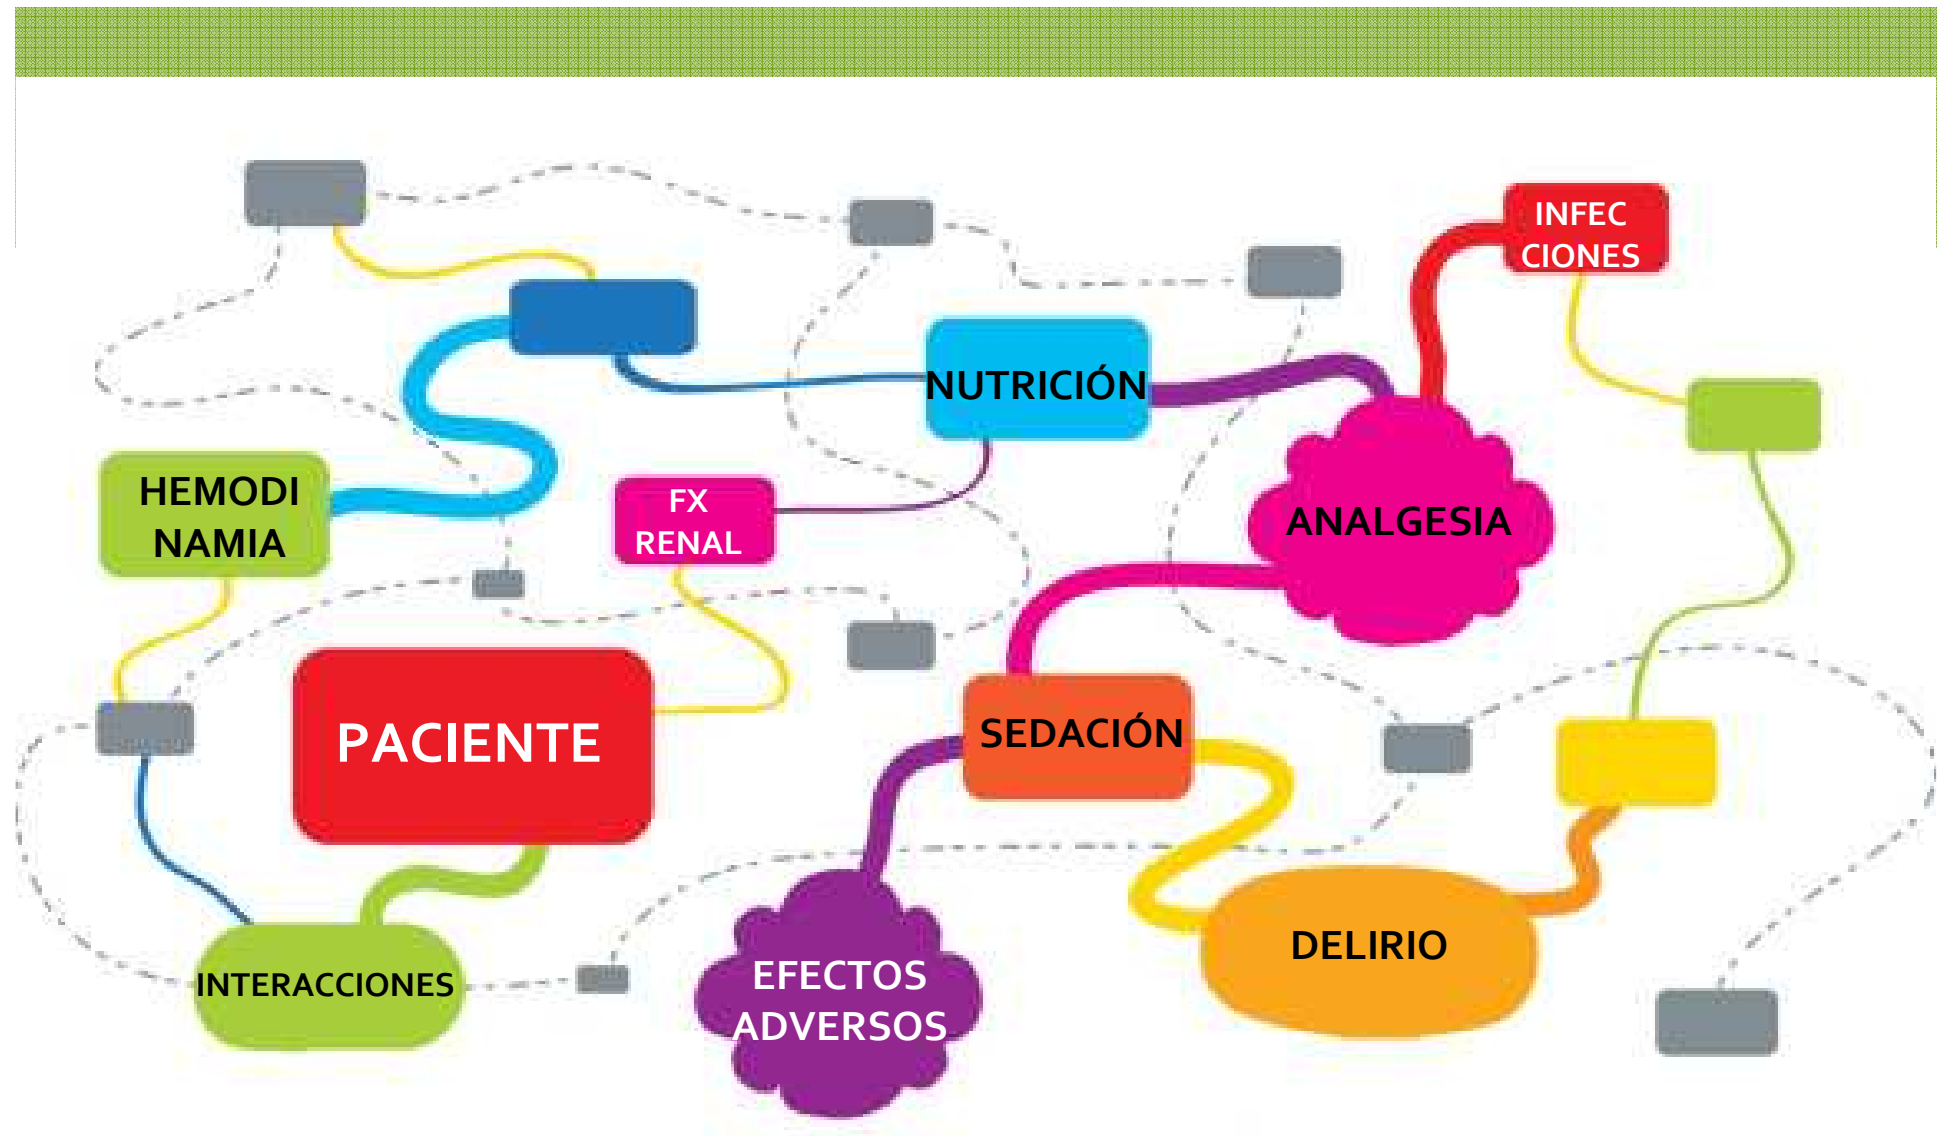 INFEC
CIONES
NUTRICIÓN
HEMODI
NAMIA
FX
RENAL
ANALGESIA
PACIENTE
SEDACIÓN
DELIRIO
INTERACCIONES
EFECTOS
ADVERSOS